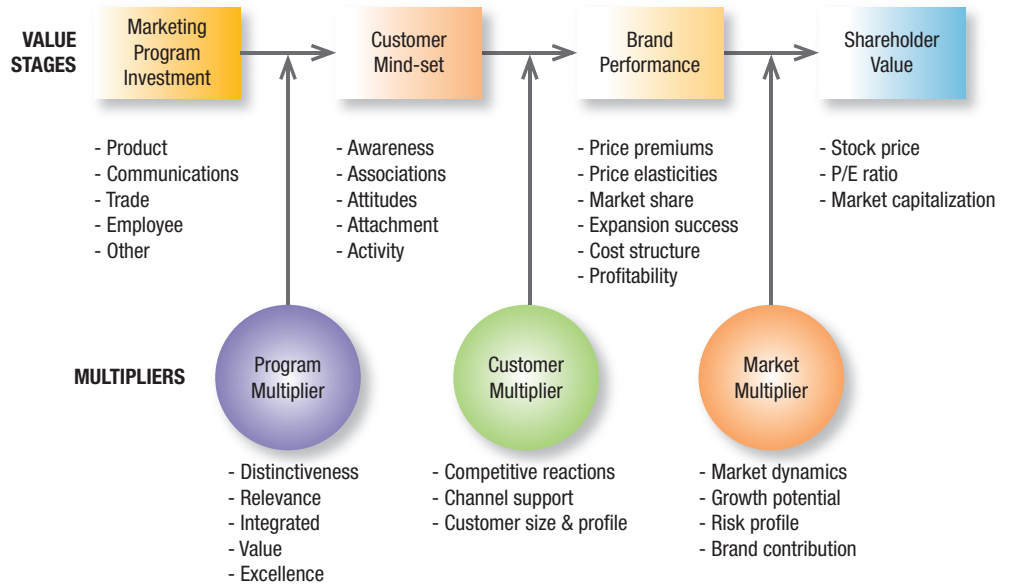 VALUE
STAGES
Marketing
Program
Investment
Customer
Mind-set
Brand
Performance
Shareholder
Value
- Product
- Communications
- Trade
- Employee
- Other
- Awareness
- Associations
- Attitudes
- Attachment
- Activity
- Price premiums
- Price elasticities
- Market share
- Expansion success
- Cost structure
- Profitability
- Stock price
- P/E ratio
- Market capitalization
MULTIPLIERS
Program
Multiplier
Customer
Multiplier
Market
Multiplier
- Distinctiveness
- Relevance
- Integrated
- Value
- Excellence
- Competitive reactions
- Channel support
- Customer size & profile
- Market dynamics
- Growth potential
- Risk profile
- Brand contribution